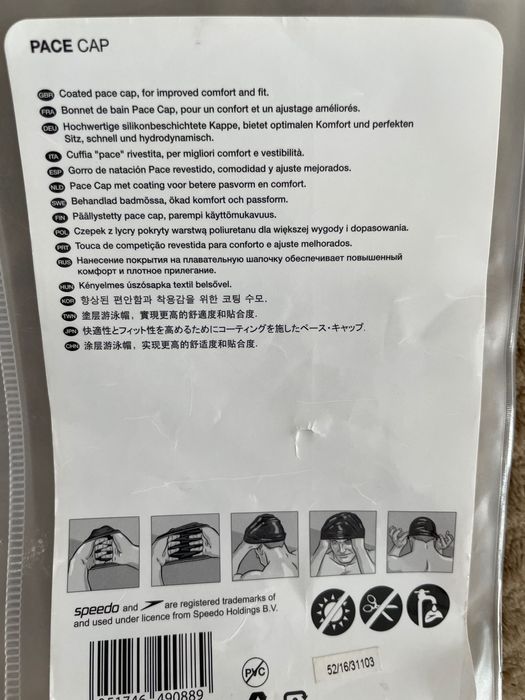 PACE CAP
GBR Coated pace cap, for improved comfort and fit.
FRA Bonnet de bain Pace Cap, pour un confort et un ajustage améliorés.
DEU Hochwertige silikonbeschichtete Kappe, bietet optimalen Komfort und perfekten
Sitz, schnell und hydrodynamisch.
ITA Cuffia "pace" rivestita, per migliori comfort e vestibilità.
ESP Gorro de natación Pace revestido, comodidad y ajuste mejorados.
NLD Pace Cap met coating voor betere pasvorm en comfort.
SWE Behandlad badmössa, ökad komfort och passform.
FIN Päällystetty pace cap, parempi käyttömukavuus.
POL Czepek z lycry pokryty warstwą poliuretanu dla większej wygody i dopasowania.
PRT Touca de competição revestida para conforto e ajuste melhorados.
RUS Нанесение покрытия на плавательную шапочку обеспечивает повышенный
комфорт и плотное прилегание.
HUN Kényelmes úszósapka textil belsővel.
KOR 향상된 편안함과 착용감을 위한 코팅 수모.
TWN 塗層游泳帽，實現更高的舒適度和貼合度.
JPN 快適性とフィット性を高めるためにコーティングを施したペース・キャップ.
CHN 涂层游泳帽，实现更高的舒适度和贴合度.
speedo and are registered trademarks of
and used under licence from Speedo Holdings B.V.
PVC
52/16/31103
490889